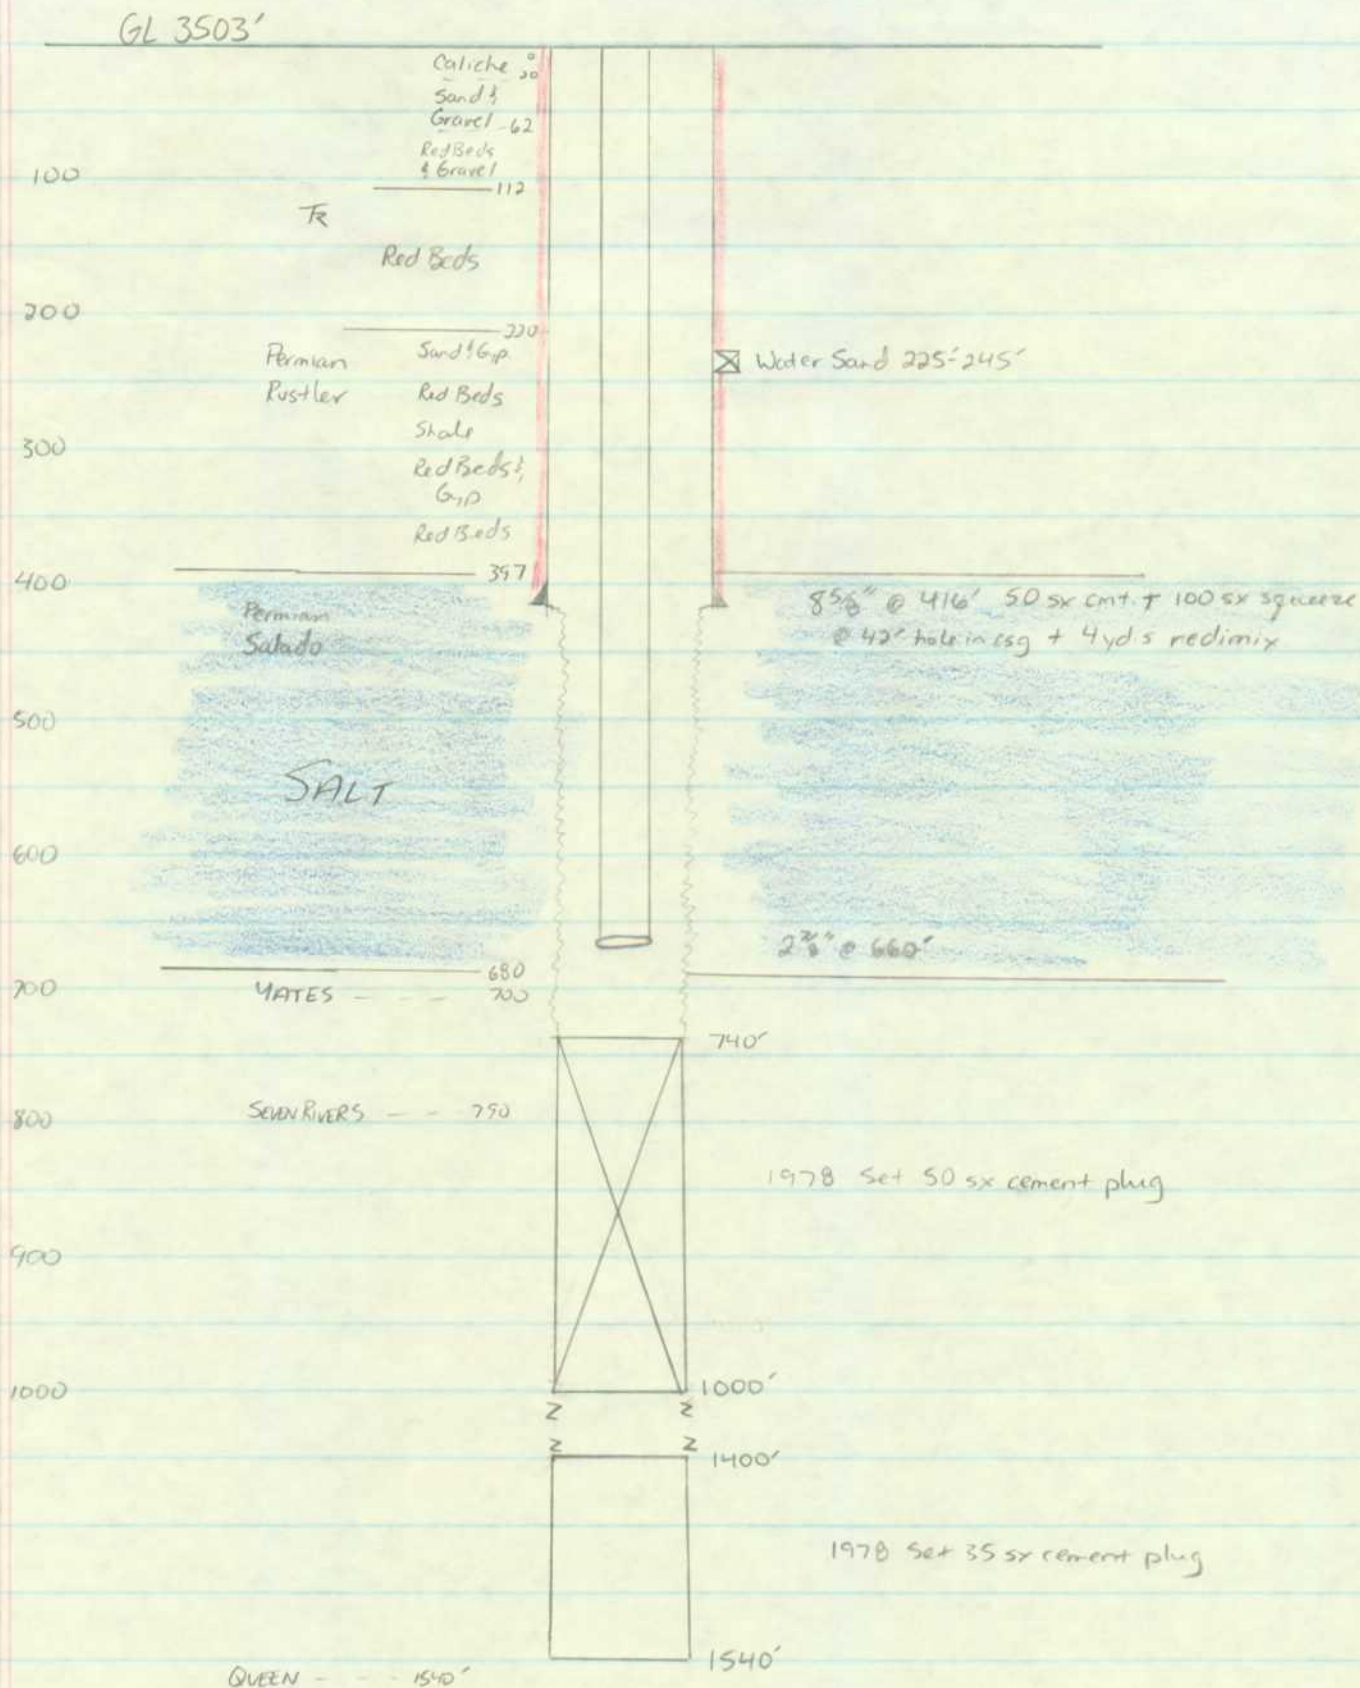 GL 3503'
Caliche 0
20
Sand &
Gravel - 62
Red Beds
& Gravel
100
112
TR
Red Beds
200
220
Permian Sand & Gyp
Rustler Red Beds
Water Sand 225'-245'
Shale
300
Red Beds &
Gyp
Red Beds
397
400
8 5/8" @ 416' 50 sx cmt. + 100 sx squeeze
@ 42' hole in csg + 4 yds redimix
Permian
Salado
500
SALT
600
2 7/8" @ 660'
680
700
YATES - - - 700
740'
SEVEN RIVERS - - 790
800
1978 Set 50 sx cement plug
900
1000
1000'
Z Z
Z Z
1400'
1978 Set 35 sx cement plug
1540'
QUEEN - - - 1540'